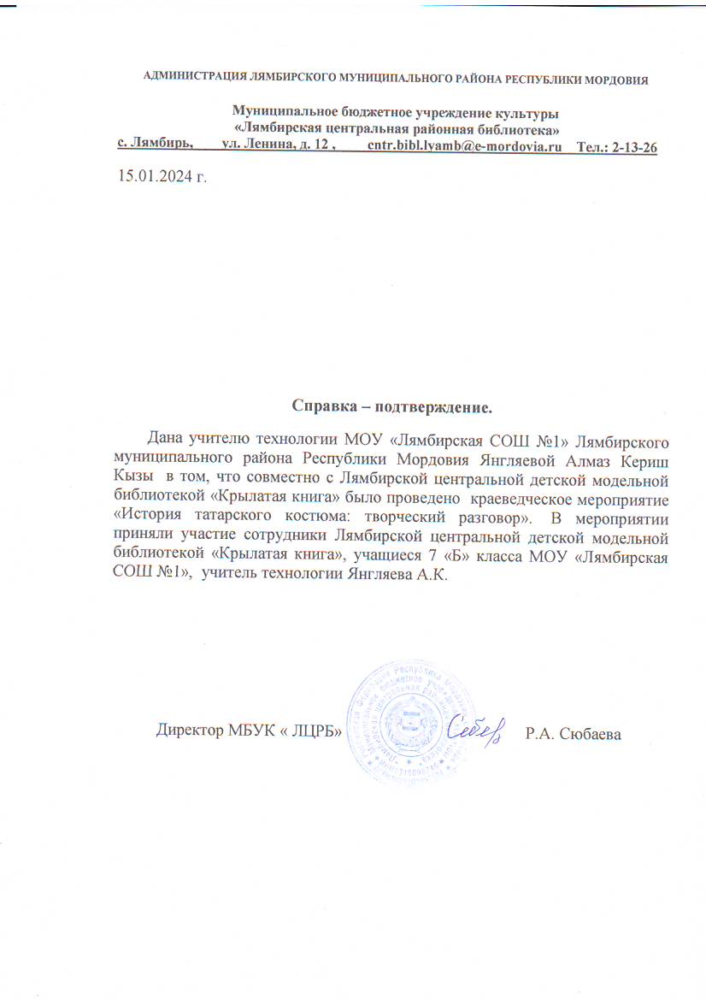 АДМИНИСТРАЦИЯ ЛЯМБИРСКОГО МУНИЦИПАЛЬНОГО РАЙОНА РЕСПУБЛИКИ МОРДОВИЯ
Муниципальное бюджетное учреждение культуры
«Лямбирская центральная районная библиотека»
с. Лямбирь, ул. Ленина, д. 12 , cntr.bibl.lyamb@e-mordovia.ru Тел.: 2-13-26
15.01.2024 г.
Справка – подтверждение.
Дана учителю технологии МОУ «Лямбирская СОШ №1» Лямбирского
муниципального района Республики Мордовия Янгляевой Алмаз Кериш
Кызы в том, что совместно с Лямбирской центральной детской модельной
библиотекой «Крылатая книга» было проведено краеведческое мероприятие
«История татарского костюма: творческий разговор». В мероприятии
приняли участие сотрудники Лямбирской центральной детской модельной
библиотекой «Крылатая книга», учащиеся 7 «Б» класса МОУ «Лямбирская
СОШ №1», учитель технологии Янгляева А.К.
Директор МБУК « ЛЦРБ» Р.А. Сюбаева